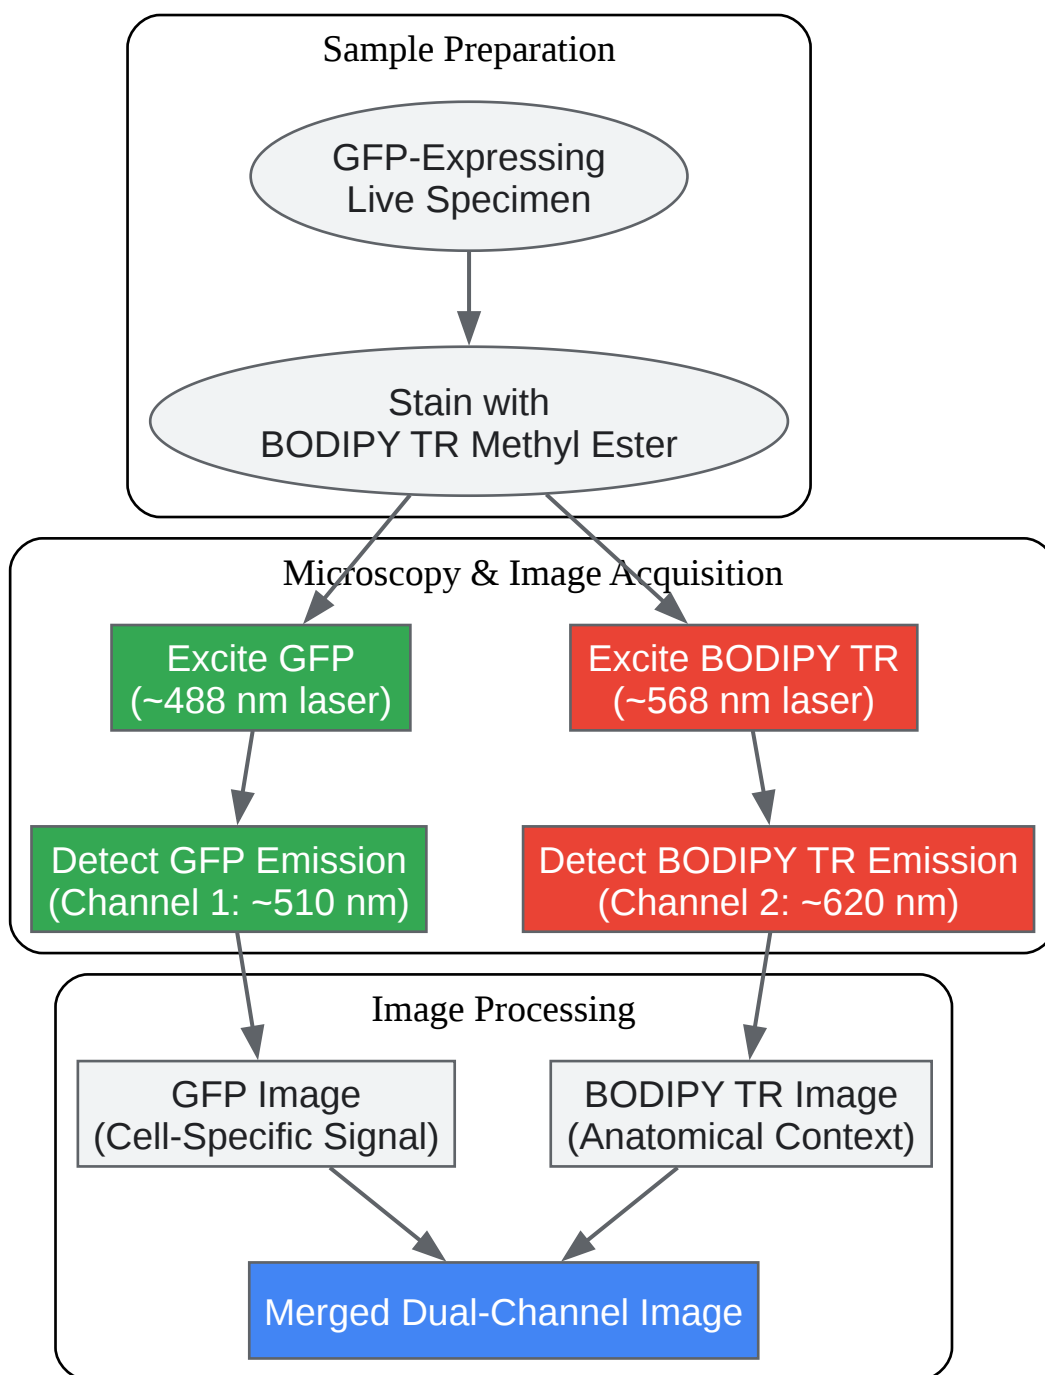 Sample Preparation
GFP-Expressing
Live Specimen
Stain with
BODIPY TR Methyl Ester
Microscopy & Image Acquisition
Excite GFP
(~488 nm laser)
Excite BODIPY TR
(~568 nm laser)
Detect GFP Emission
(Channel 1: ~510 nm)
Detect BODIPY TR Emission
(Channel 2: ~620 nm)
Image Processing
GFP Image
(Cell-Specific Signal)
BODIPY TR Image
(Anatomical Context)
Merged Dual-Channel Image